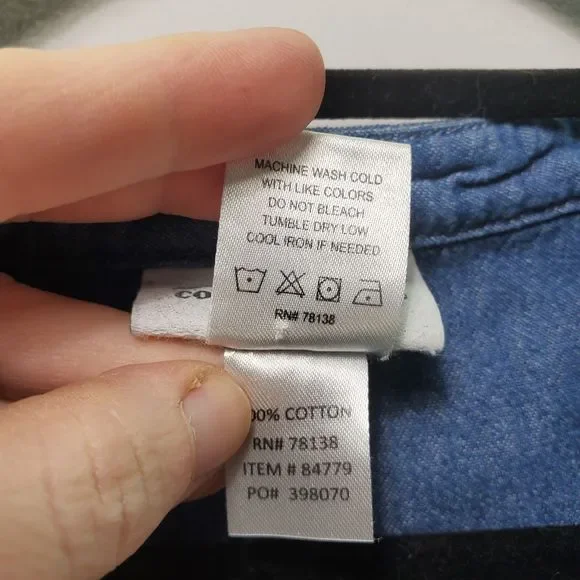 MACHINE WASH COLD
WITH LIKE COLORS
DO NOT BLEACH
TUMBLE DRY LOW
COOL IRON IF NEEDED
CO
RN# 78138
00% COTTON
RN# 78138
ITEM # 84779
PO# 398070